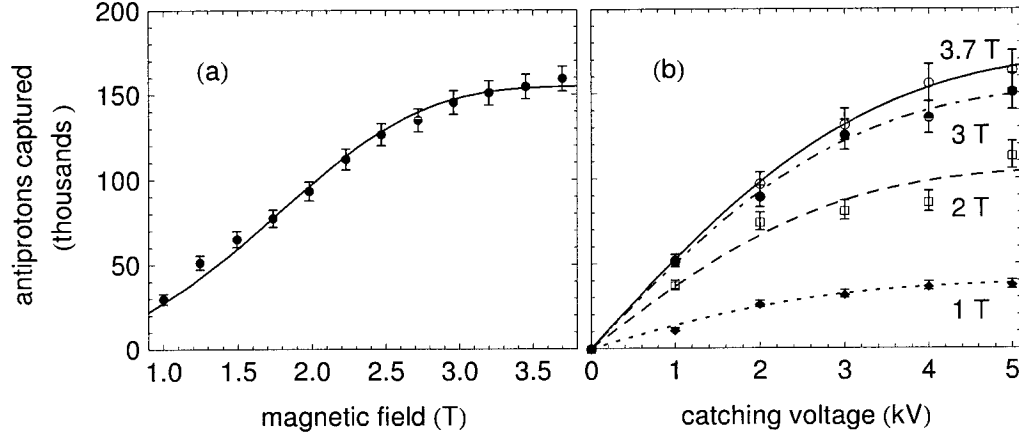 antiprotons captured
(thousands )
200
150
100
50
0
(a)
1.0 1.5 2.0 2.5 3.0 3.5
magnetic field (T)
(b)
3.7 T
3 T
2 T
1 T
0 1 2 3 4 5
catching voltage (kV)